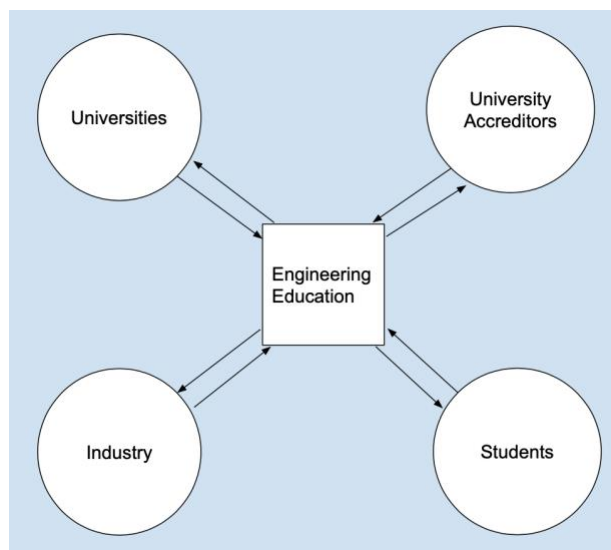 Universities
University
Accreditors
Engineering
Education
Industry
Students